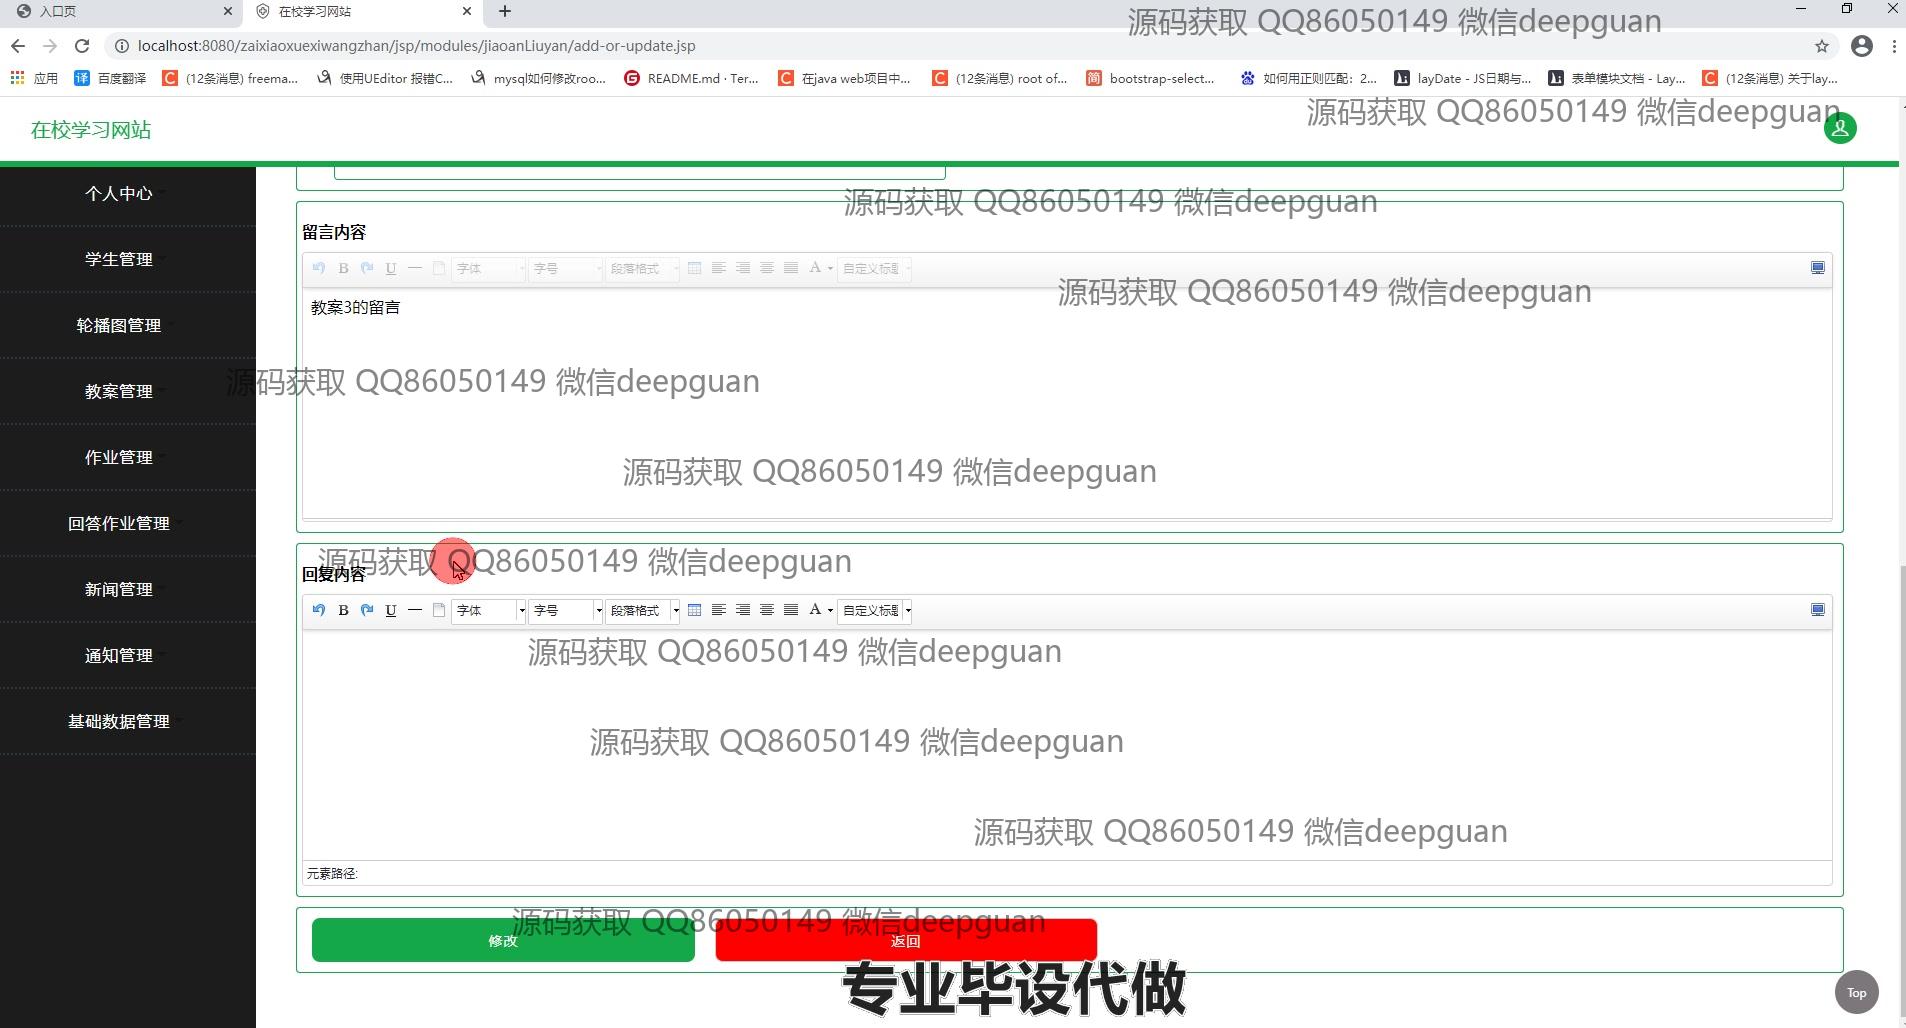 入口页
在校学习网站
源码获取 QQ86050149 微信deepguan
localhost:8080/zaixiaoxuexiwangzhan/jsp/modules/jiaoanLiuyan/add-or-update.jsp
应用 百度翻译 (12条消息) freema... 使用UEditor 报错C... mysql如何修改roo... README.md · Ter... 在java web项目中... (12条消息) root of... bootstrap-select... 如何用正则匹配：2... layDate - JS日期与... 表单模块文档 - Lay... (12条消息) 关于lay...
源码获取 QQ86050149 微信deepguan
在校学习网站
个人中心
学生管理
轮播图管理
教案管理
作业管理
回答作业管理
新闻管理
通知管理
基础数据管理
源码获取 QQ86050149 微信deepguan
留言内容
B U 字体 字号 段落格式 A 自定义标题
源码获取 QQ86050149 微信deepguan
教案3的留言
源码获取 QQ86050149 微信deepguan
源码获取 QQ86050149 微信deepguan
源码获取 QQ86050149 微信deepguan
回复内容
B U 字体 字号 段落格式 A 自定义标题
源码获取 QQ86050149 微信deepguan
源码获取 QQ86050149 微信deepguan
源码获取 QQ86050149 微信deepguan
元素路径:
源码获取 QQ86050149 微信deepguan
修改 返回
专业毕设代做
Top